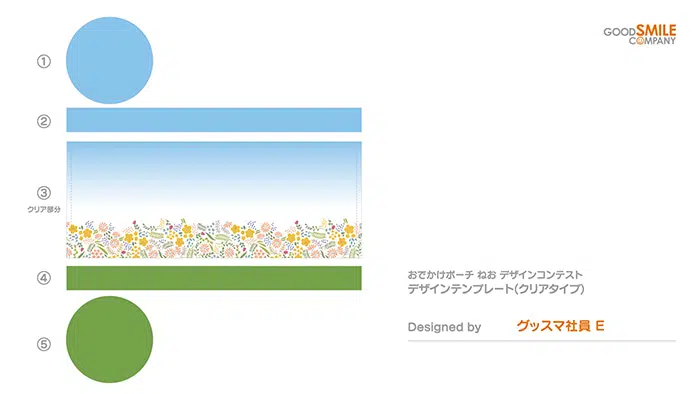 GOOD SMILE
COMPANY
①
②
③
クリア部分
④
⑤
おでかけポーチ ねお デザインコンテスト
デザインテンプレート(クリアタイプ)
Designed by グッスマ社員 E